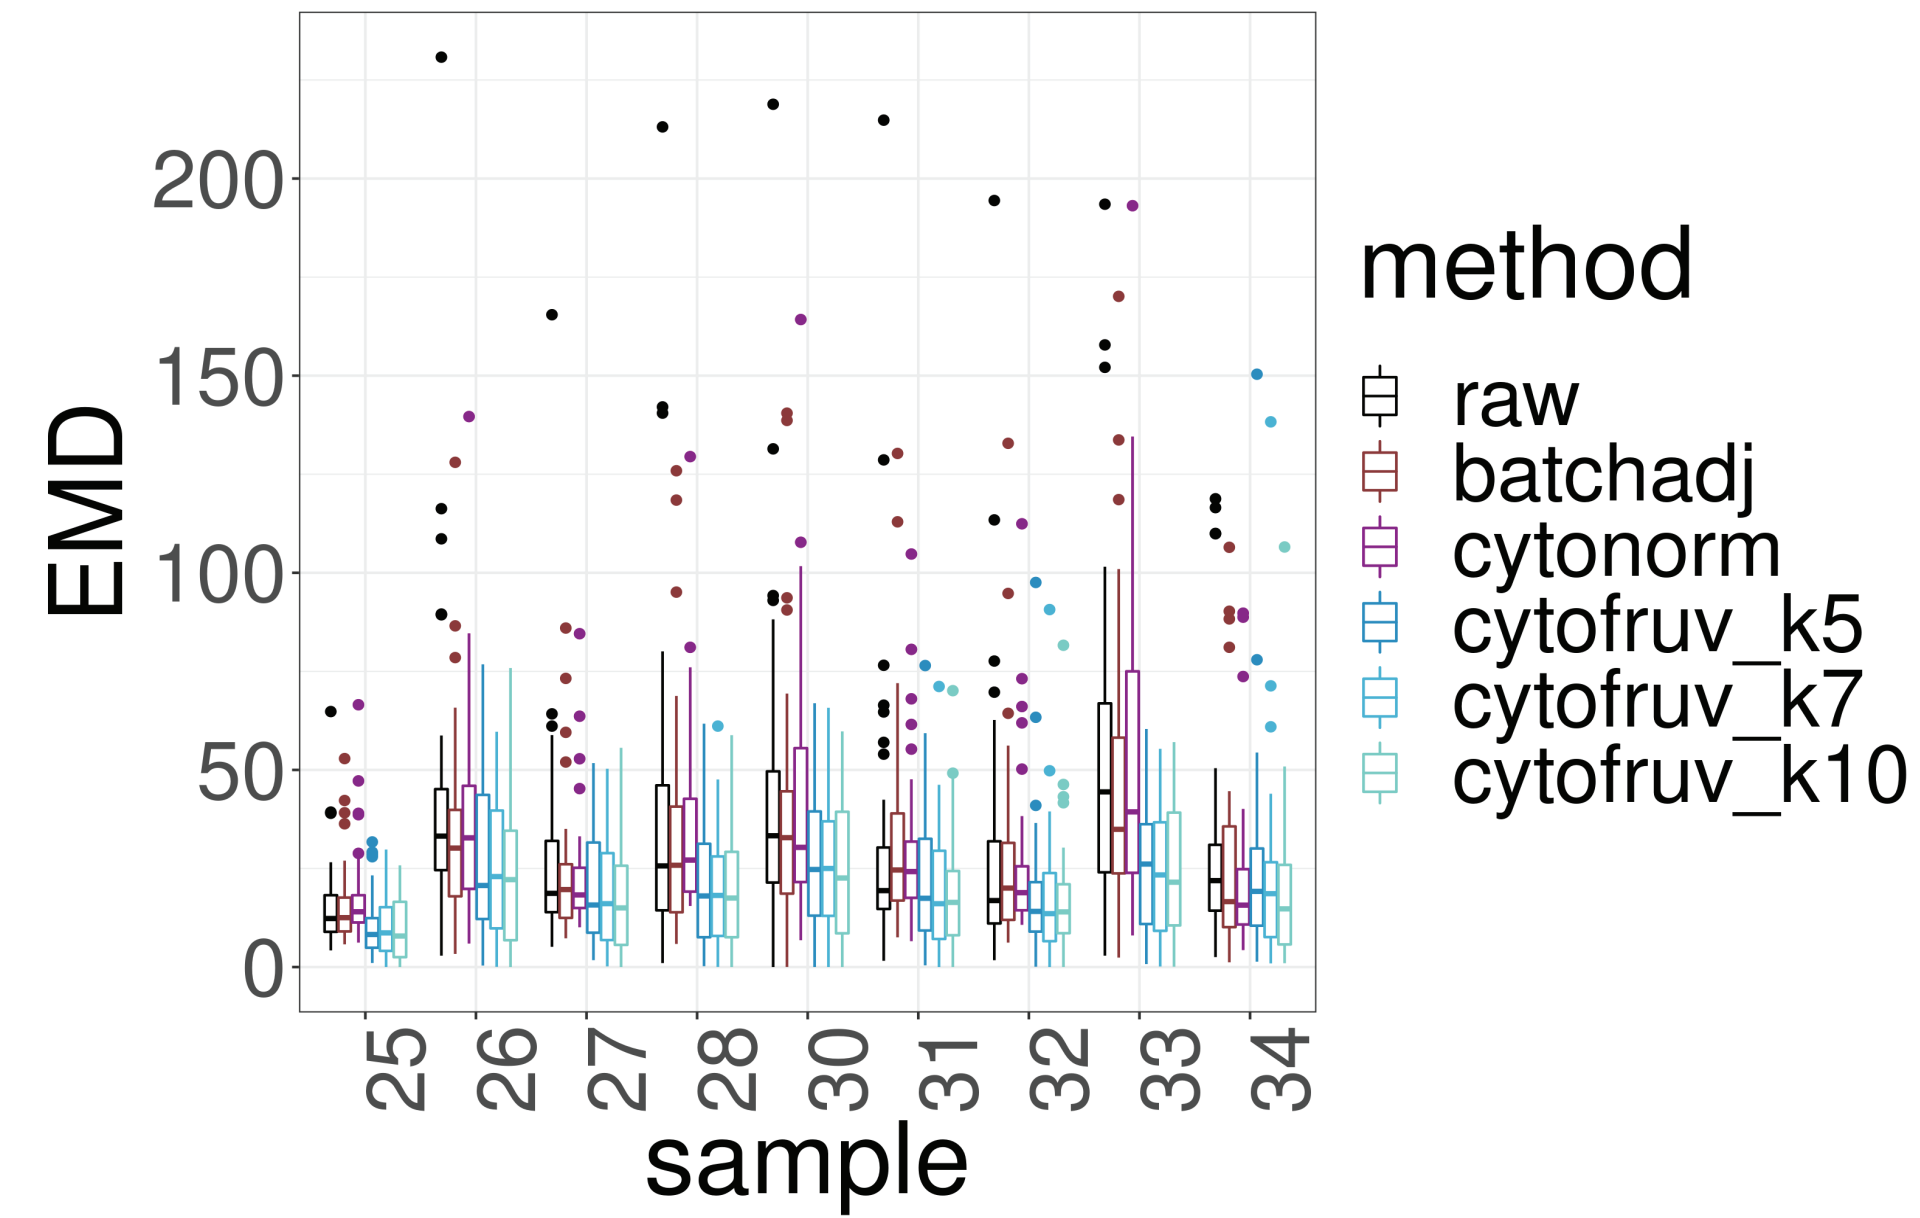 EMD
200
150
100
50
0
25 26 27 28 30 31 32 33 34
sample
method
raw
batchadj
cytonorm
cytofruv_k5
cytofruv_k7
cytofruv_k10